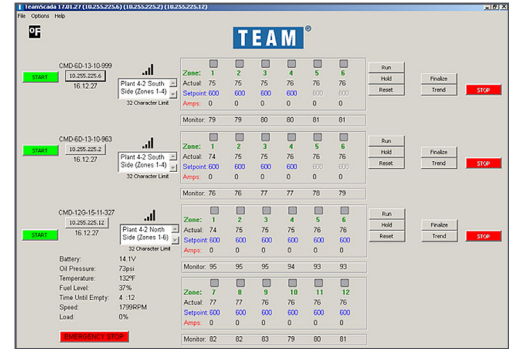 TeamScada 17.01.27 (10.255.225.6) (10.255.225.2) (10.255.225.12)
File Options Help
°F
TEAM®
CMD-6D-13-10-999
START 10.255.225.6
16.12.27
Plant 4-2 South Side (Zones 1-4)
32 Character Limit
Zone: 1 2 3 4 5 6
Actual: 75 75 75 76 76 76
Setpoint: 600 600 600 600 600 600
Amps: 0 0 0 0 0 0
Monitor: 79 79 80 80 81 81
Run
Hold
Reset
Finalize
Trend
STOP
CMD-6D-13-10-963
START 10.255.225.2
16.12.27
Plant 4-2 South Side (Zones 1-4)
32 Character Limit
Zone: 1 2 3 4 5 6
Actual: 74 75 75 75 76 76
Setpoint: 600 600 600 600 600 600
Amps: 0 0 0 0 0 0
Monitor: 76 76 77 77 78 79
Run
Hold
Reset
Finalize
Trend
STOP
CMD-12G-15-11-327
START 10.255.225.12
16.12.27
Plant 4-2 North Side (Zones 1-6)
32 Character Limit
Zone: 1 2 3 4 5 6
Actual: 74 75 75 76 76 76
Setpoint: 600 600 600 600 600 600
Amps: 0 0 0 0 0 0
Monitor: 95 95 95 94 93 93
Run
Hold
Reset
Finalize
Trend
STOP
Battery: 14.1V
Oil Pressure: 73psi
Temperature: 132°F
Fuel Level: 37%
Time Until Empty: 4 :12
Speed: 1799RPM
Load: 0%
EMERGENCY STOP
Zone: 7 8 9 10 11 12
Actual: 77 77 76 76 76 76
Setpoint: 600 600 600 600 600 600
Amps: 0 0 0 0 0 0
Monitor: 82 82 83 79 80 81